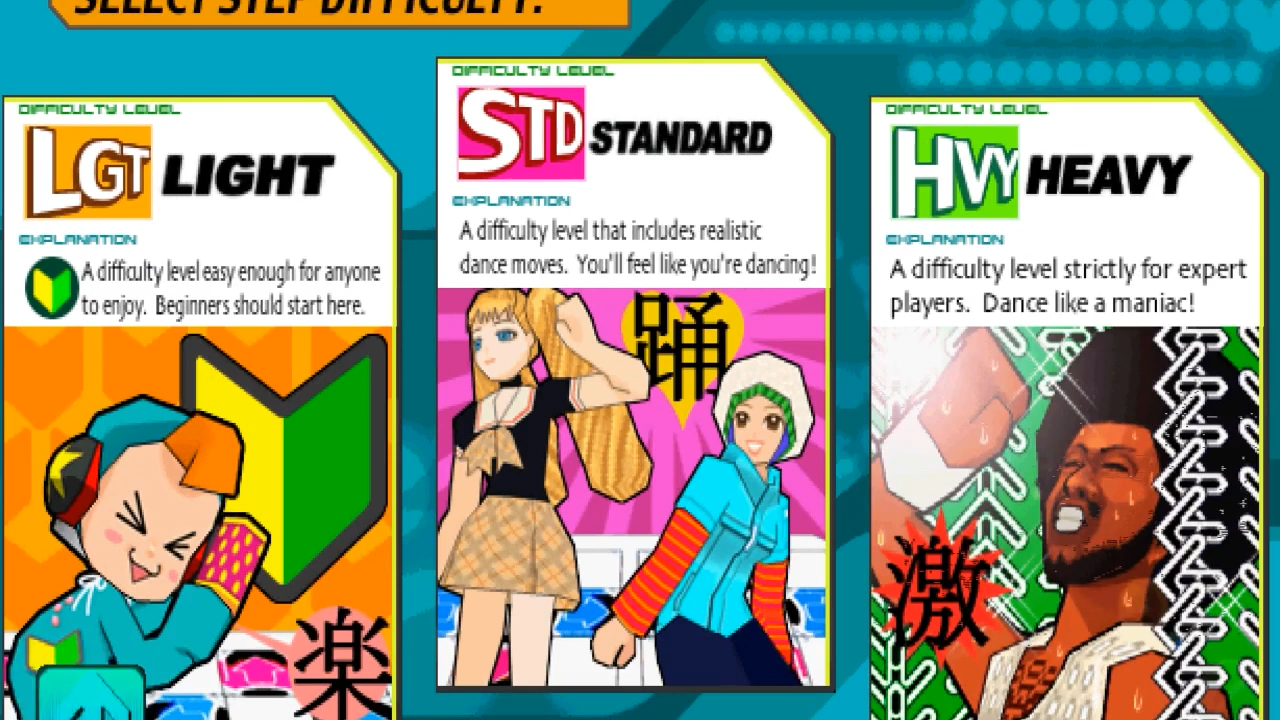 SELECT STEP DIFFICULTY.
DIFFICULTY LEVEL
LGT LIGHT
EXPLANATION
A difficulty level easy enough for anyone
to enjoy. Beginners should start here.
楽
DIFFICULTY LEVEL
STD STANDARD
EXPLANATION
A difficulty level that includes realistic
dance moves. You'll feel like you're dancing!
踊
DIFFICULTY LEVEL
HVY HEAVY
EXPLANATION
A difficulty level strictly for expert
players. Dance like a maniac!
激